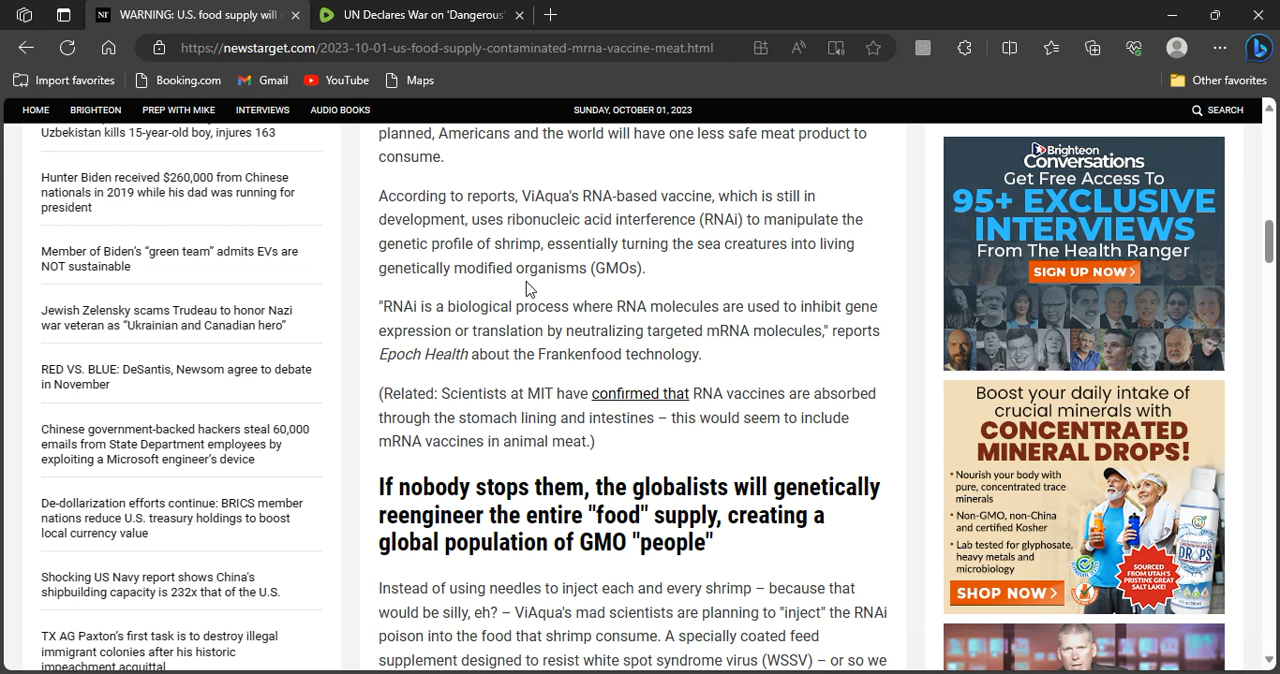 WARNING: U.S. food supply will
UN Declares War on 'Dangerous'
https://newstarget.com/2023-10-01-us-food-supply-contaminated-mrna-vaccine-meat.html
Import favorites
Booking.com
Gmail
YouTube
Maps
Other favorites
HOME
BRIGHTEON
PREP WITH MIKE
INTERVIEWS
AUDIO BOOKS
SUNDAY, OCTOBER 01, 2023
SEARCH
Uzbekistan kills 15-year-old boy, injures 163
Hunter Biden received $260,000 from Chinese
nationals in 2019 while his dad was running for
president
Member of Biden's “green team” admits EVs are
NOT sustainable
Jewish Zelensky scams Trudeau to honor Nazi
war veteran as “Ukrainian and Canadian hero”
RED VS. BLUE: DeSantis, Newsom agree to debate
in November
Chinese government-backed hackers steal 60,000
emails from State Department employees by
exploiting a Microsoft engineer's device
De-dollarization efforts continue: BRICS member
nations reduce U.S. treasury holdings to boost
local currency value
Shocking US Navy report shows China's
shipbuilding capacity is 232x that of the U.S.
TX AG Paxton's first task is to destroy illegal
immigrant colonies after his historic
impeachment acquittal
planned, Americans and the world will have one less safe meat product to
consume.
According to reports, ViAqua's RNA-based vaccine, which is still in
development, uses ribonucleic acid interference (RNAi) to manipulate the
genetic profile of shrimp, essentially turning the sea creatures into living
genetically modified organisms (GMOs).
"RNAi is a biological process where RNA molecules are used to inhibit gene
expression or translation by neutralizing targeted mRNA molecules," reports
Epoch Health about the Frankenfood technology.
(Related: Scientists at MIT have confirmed that RNA vaccines are absorbed
through the stomach lining and intestines – this would seem to include
mRNA vaccines in animal meat.)
If nobody stops them, the globalists will genetically
reengineer the entire "food" supply, creating a
global population of GMO "people"
Instead of using needles to inject each and every shrimp – because that
would be silly, eh? – ViAqua's mad scientists are planning to "inject" the RNAi
poison into the food that shrimp consume. A specially coated feed
supplement designed to resist white spot syndrome virus (WSSV) – or so we
Brighteon
Conversations
Get Free Access To
95+ EXCLUSIVE
INTERVIEWS
From The Health Ranger
SIGN UP NOW >
Boost your daily intake of
crucial minerals with
CONCENTRATED
MINERAL DROPS!
• Nourish your body with
pure, concentrated trace
minerals
• Non-GMO, non-China
and certified Kosher
• Lab tested for glyphosate,
heavy metals and
microbiology
SHOP NOW >
DROPS
SOURCED
FROM UTAH'S
PRISTINE GREAT
SALT LAKE!